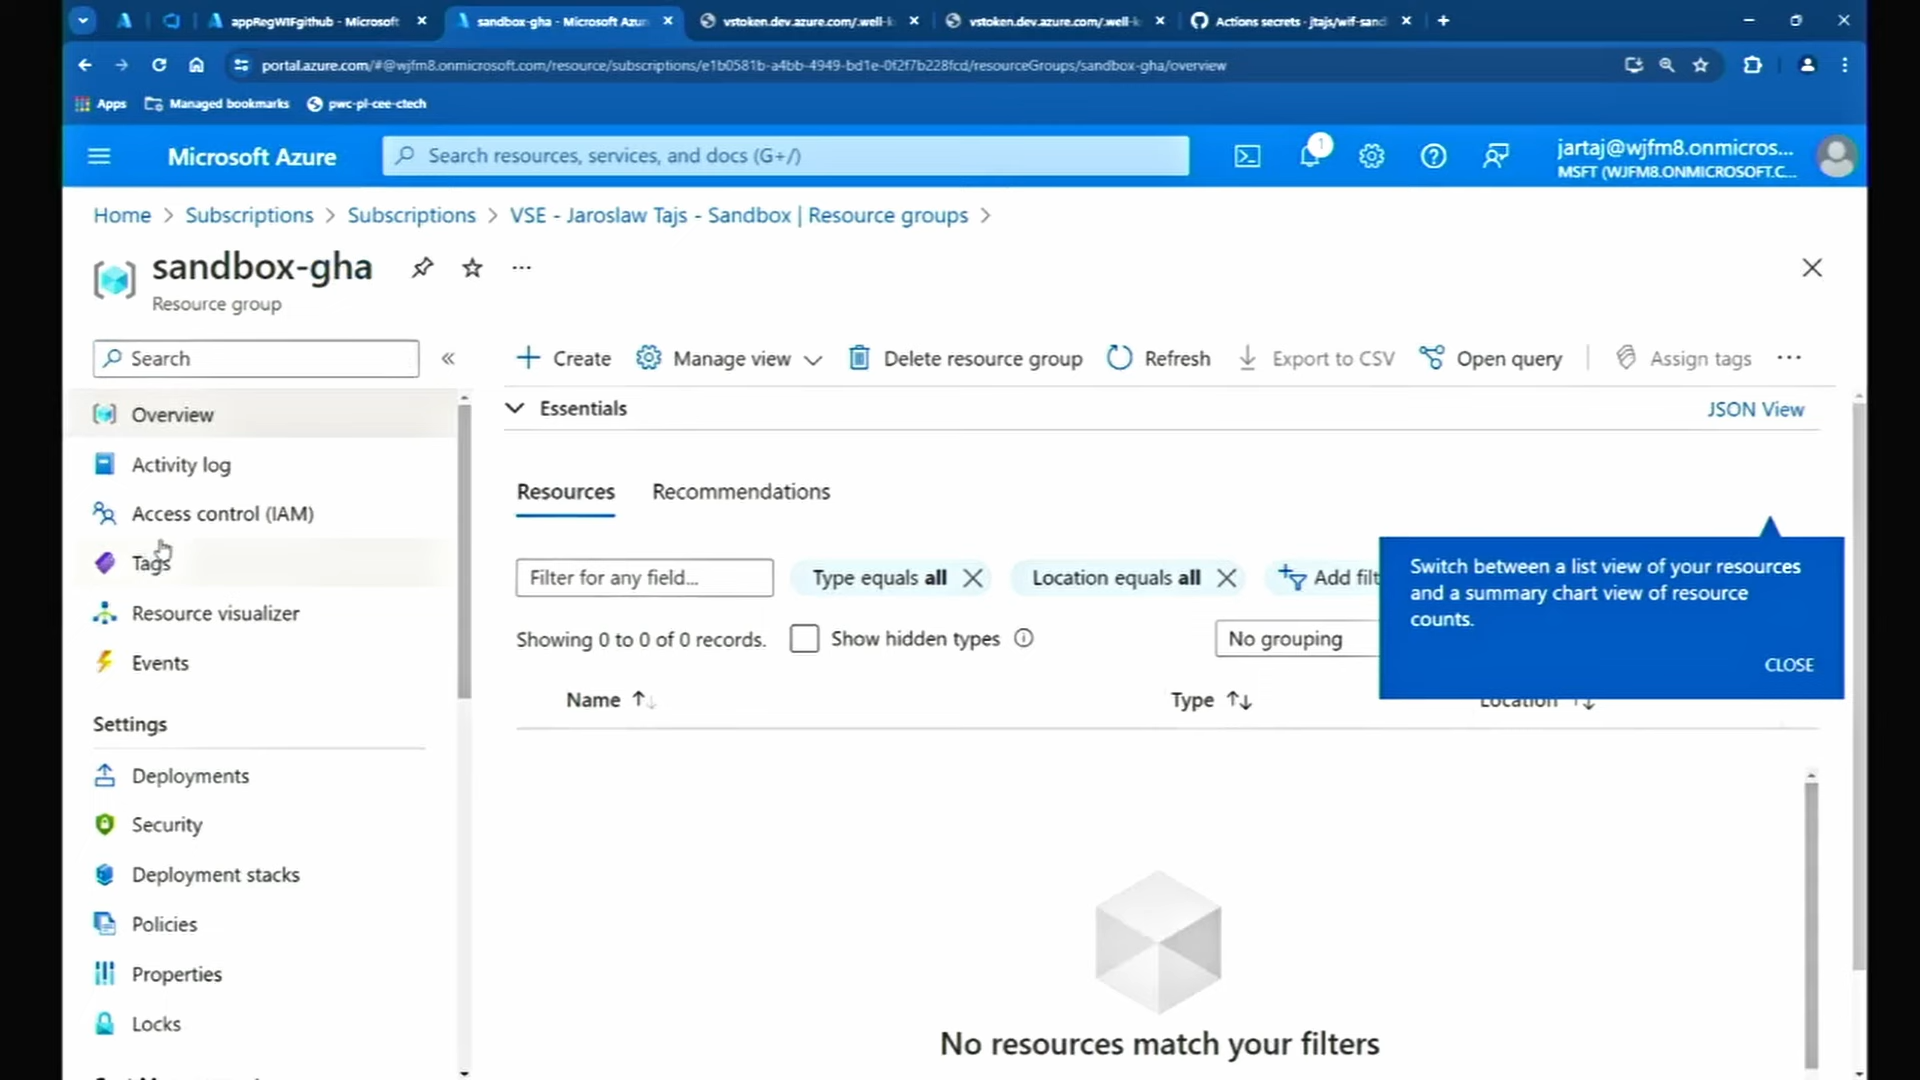 appRegWIFgithub - Microsoft
sandbox-gha - Microsoft Azur
vstoken.dev.azure.com/.well-k
vstoken.dev.azure.com/.well-k
Actions secrets · jtajs/wif-sand
portal.azure.com/#@wjfm8.onmicrosoft.com/resource/subscriptions/e1b0581b-a4bb-4949-bd1e-0f2f7b228fcd/resourceGroups/sandbox-gha/overview
Apps
Managed bookmarks
pwc-pl-cee-ctech
Microsoft Azure
Search resources, services, and docs (G+/)
1
jartaj@wjfm8.onmicros...
MSFT (WJFM8.ONMICROSOFT.C...
Home > Subscriptions > Subscriptions > VSE - Jaroslaw Tajs - Sandbox | Resource groups >
sandbox-gha
Resource group
Search
Create
Manage view
Delete resource group
Refresh
Export to CSV
Open query
Assign tags
Overview
Activity log
Access control (IAM)
Tags
Resource visualizer
Events
Settings
Deployments
Security
Deployment stacks
Policies
Properties
Locks
Essentials
JSON View
Resources
Recommendations
Filter for any field...
Type equals all
Location equals all
Add filt
Showing 0 to 0 of 0 records.
Show hidden types
No grouping
Switch between a list view of your resources
and a summary chart view of resource
counts.
CLOSE
Name
Type
Location
No resources match your filters